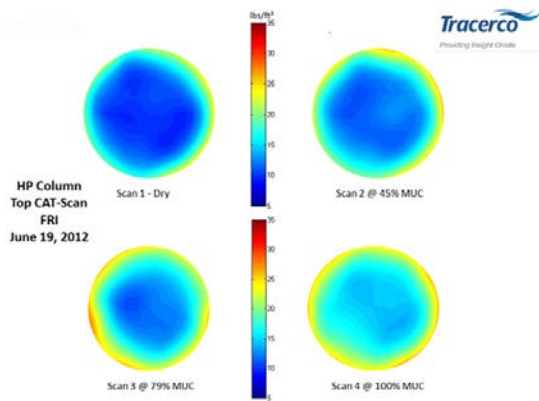 lbs/ft³
35
30
25
20
15
10
5
Tracerco
Providing Insight Onsite
Scan 1 - Dry
Scan 2 @ 45% MUC
HP Column
Top CAT-Scan
FRI
June 19, 2012
35
30
25
20
15
10
5
Scan 3 @ 79% MUC
Scan 4 @ 100% MUC